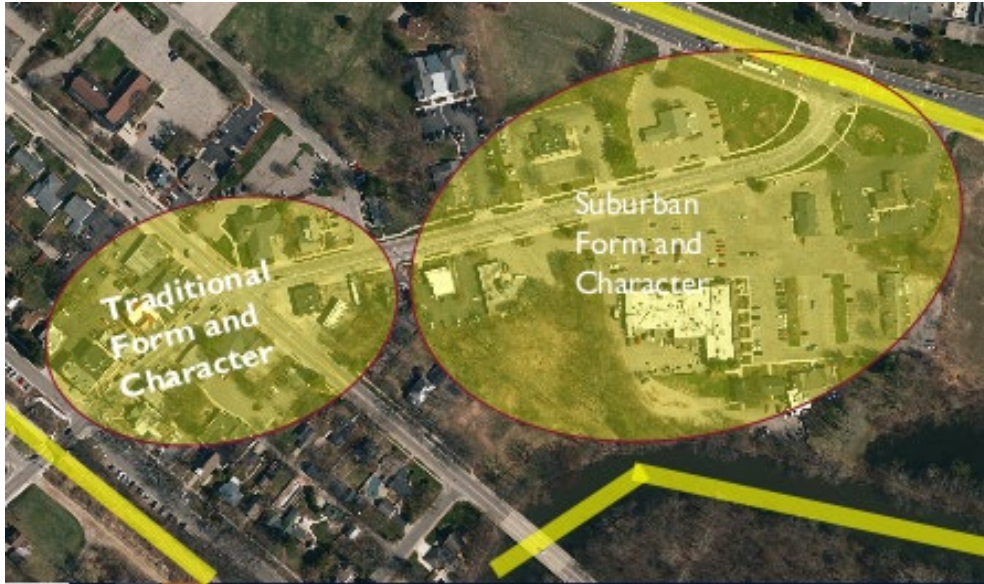 Traditional
Form and
Character
Suburban
Form and
Character